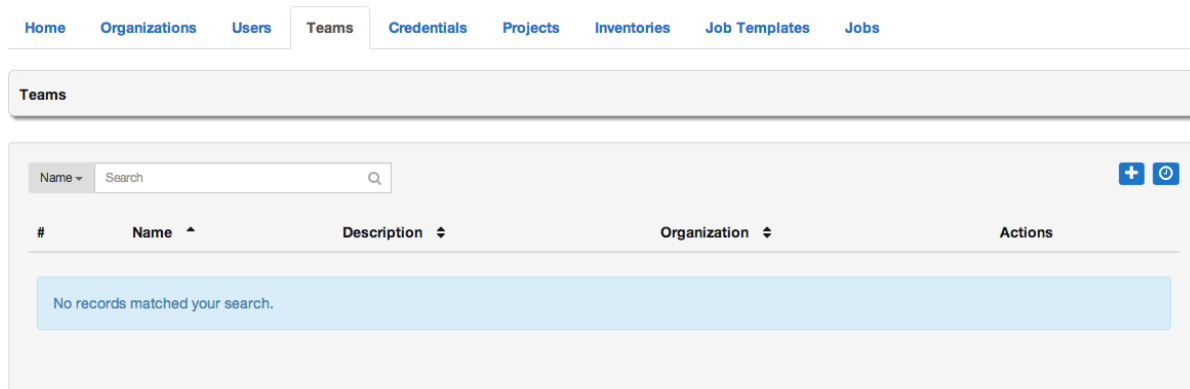 Home Organizations Users Teams Credentials Projects Inventories Job Templates Jobs
Teams
Name Search
# Name Description Organization Actions
No records matched your search.